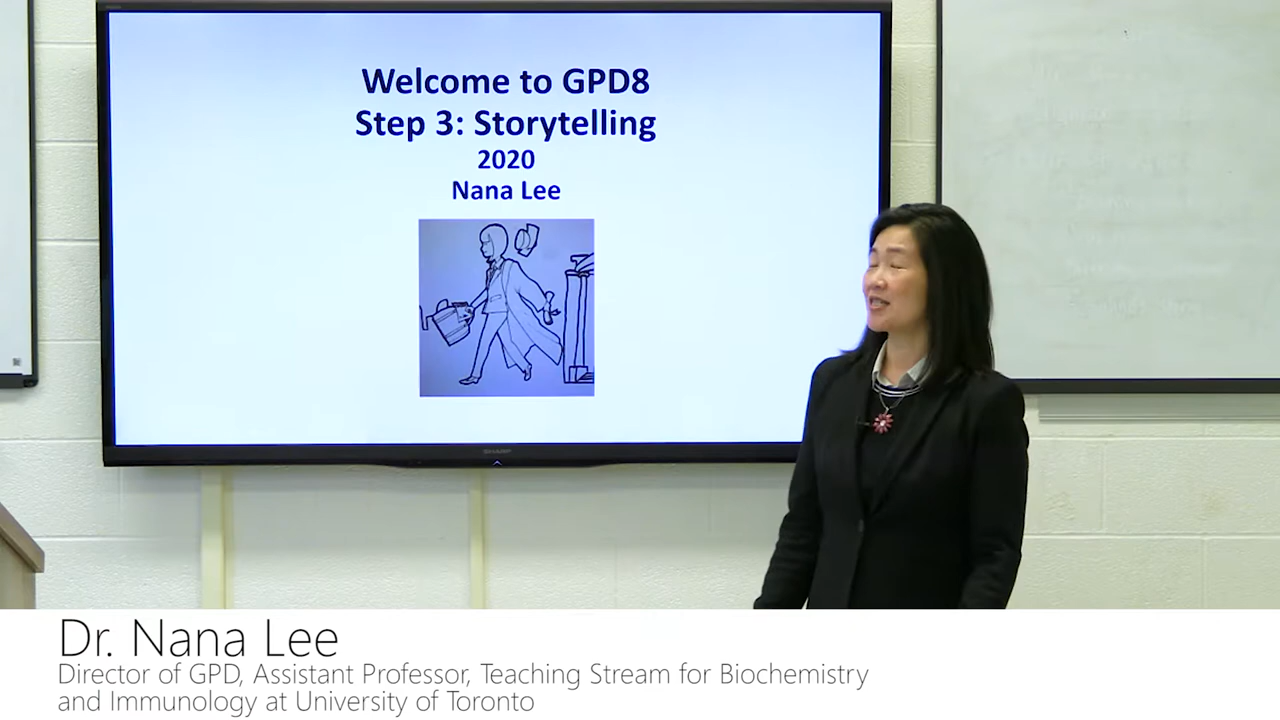 Welcome to GPD8
Step 3: Storytelling
2020
Nana Lee
SHARP
Dr. Nana Lee
Director of GPD, Assistant Professor, Teaching Stream for Biochemistry
and Immunology at University of Toronto